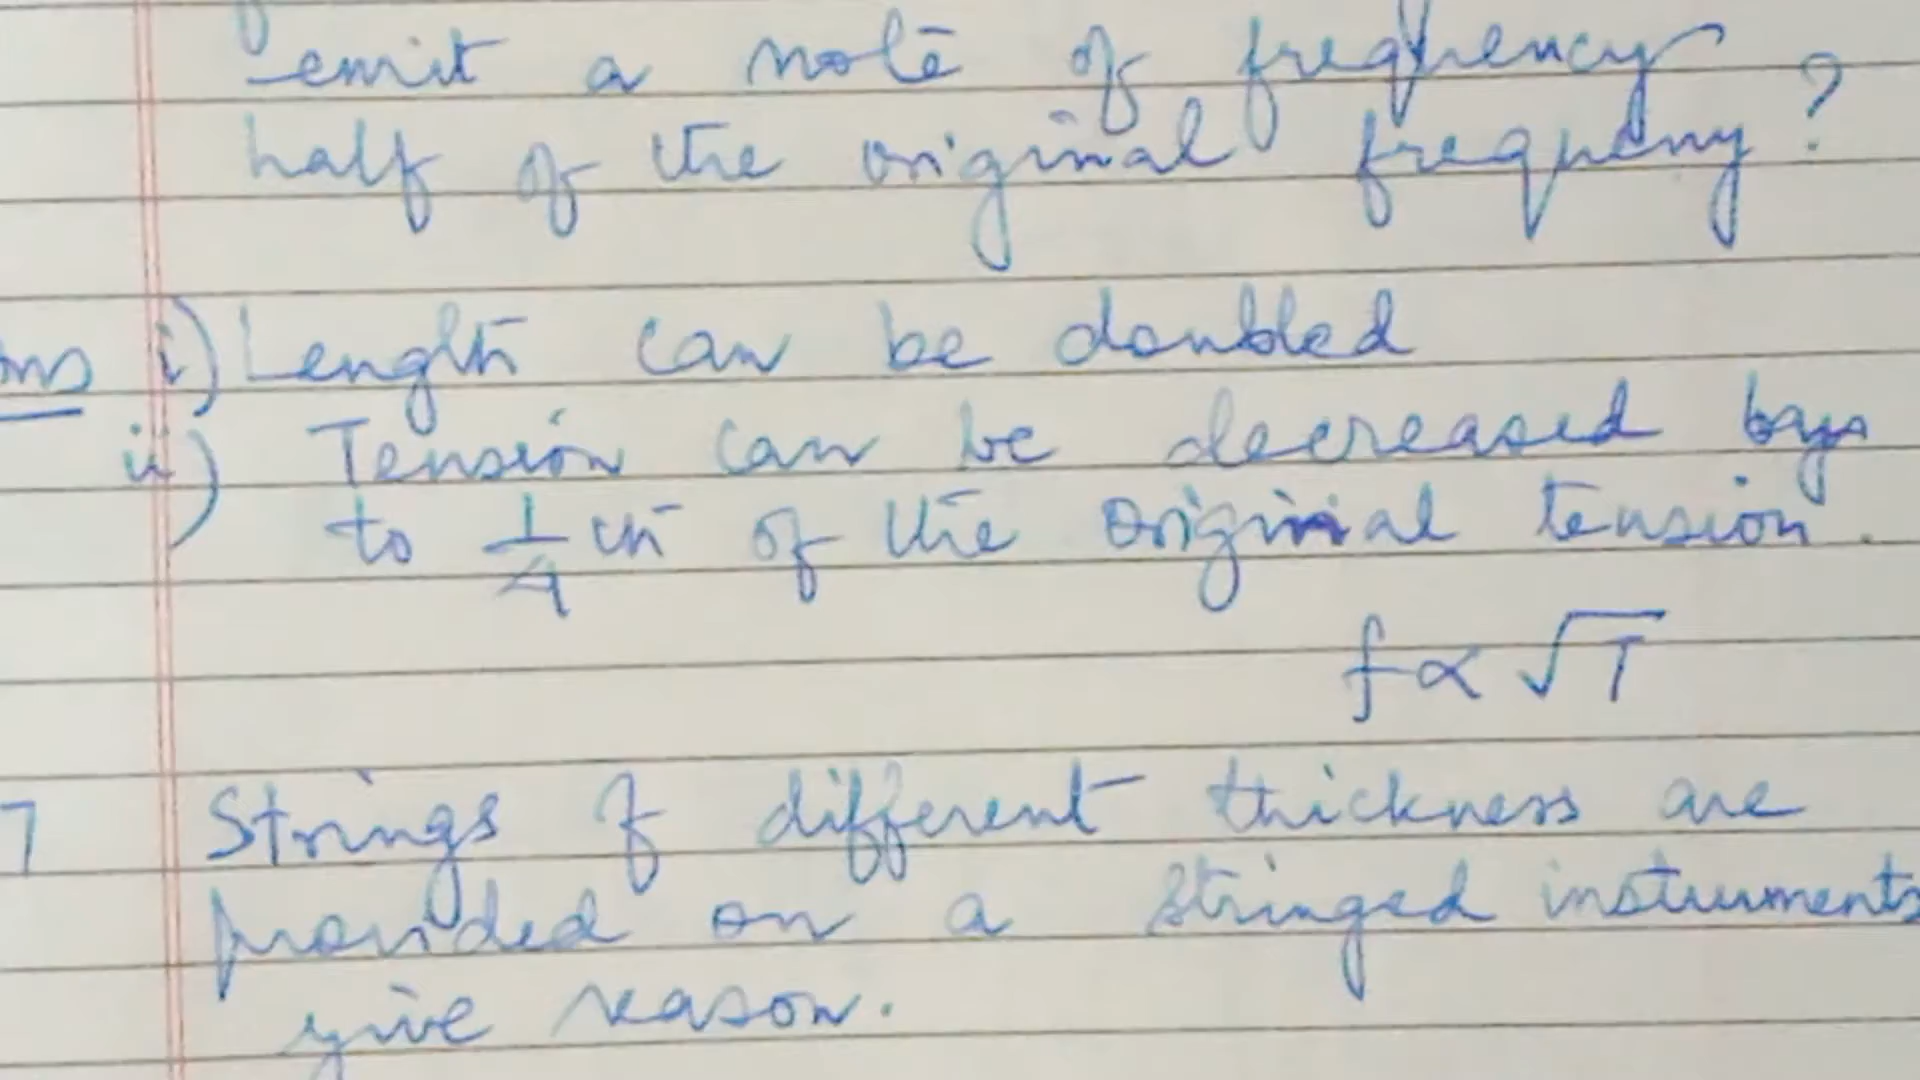 emit a note of frequency
half of the original frequency?
Ans i) Length can be doubled
ii) Tension can be decreased by
to 1/4 th of the original tension.
f ∝ √T
7 Strings of different thickness are
provided on a stringed instruments
give reason.